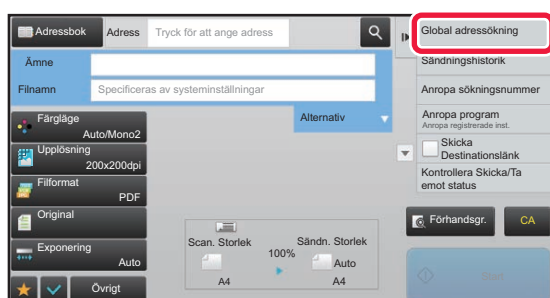 Adressbok
Adress
Tryck för att ange adress
Ämne
Filnamn
Specificeras av systeminställningar
Alternativ
Färgläge
Auto/Mono2
Upplösning
200x200dpi
Filformat
PDF
Original
Exponering
Auto
Övrigt
Scan. Storlek
A4
100%
Sändn. Storlek
Auto
A4
Global adressökning
Sändningshistorik
Anropa sökningsnummer
Anropa program
Anropa registrerade inst.
Skicka
Destinationslänk
Kontrollera Skicka/Ta
emot status
Förhandsgr.
CA
Start